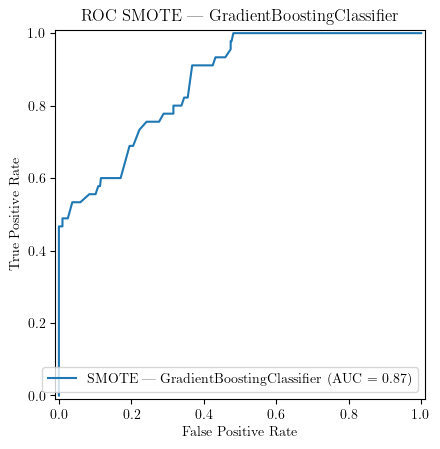 ROC SMOTE — GradientBoostingClassifier
1.0
0.8
0.6
0.4
0.2
0.0
True Positive Rate
SMOTE — GradientBoostingClassifier (AUC = 0.87)
0.0 0.2 0.4 0.6 0.8 1.0
False Positive Rate